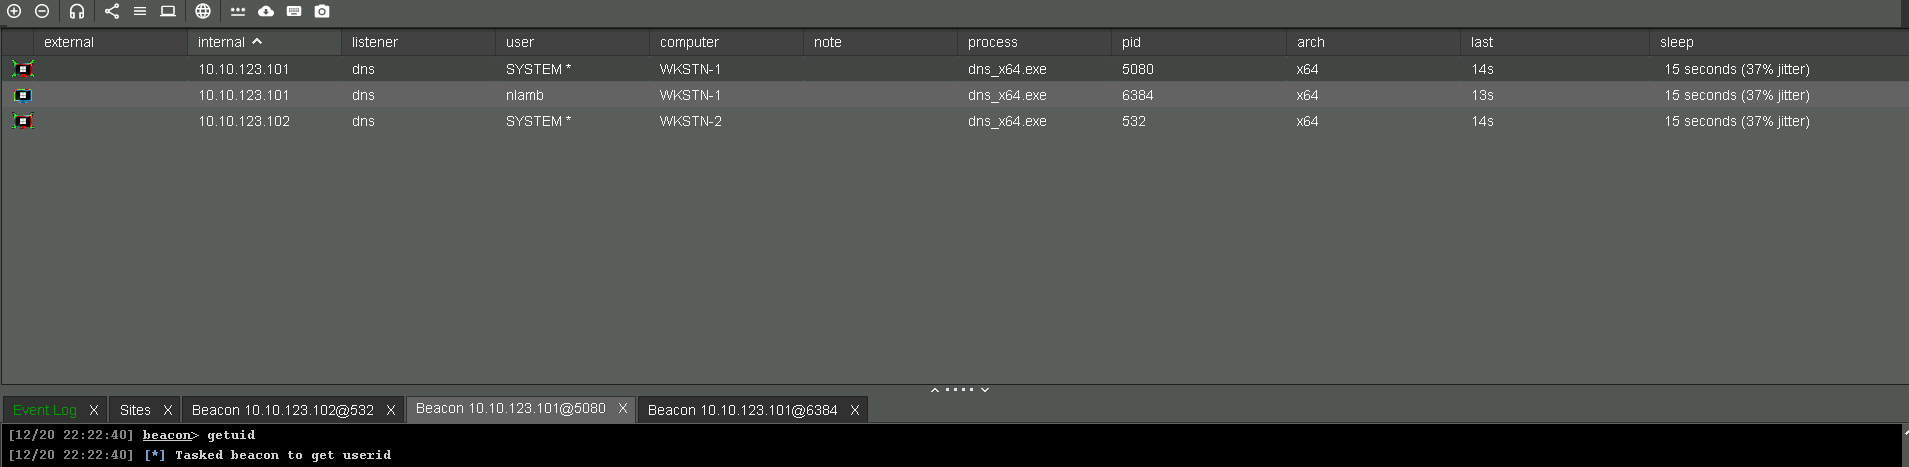 external internal listener user computer note process pid arch last sleep
10.10.123.101 dns SYSTEM * WKSTN-1 dns_x64.exe 5080 x64 14s 15 seconds (37% jitter)
10.10.123.101 dns nlamb WKSTN-1 dns_x64.exe 6384 x64 13s 15 seconds (37% jitter)
10.10.123.102 dns SYSTEM * WKSTN-2 dns_x64.exe 532 x64 14s 15 seconds (37% jitter)
Event Log X Sites X Beacon 10.10.123.102@532 X Beacon 10.10.123.101@5080 X Beacon 10.10.123.101@6384 X
[12/20 22:22:40] beacon> getuid
[12/20 22:22:40] [*] Tasked beacon to get userid